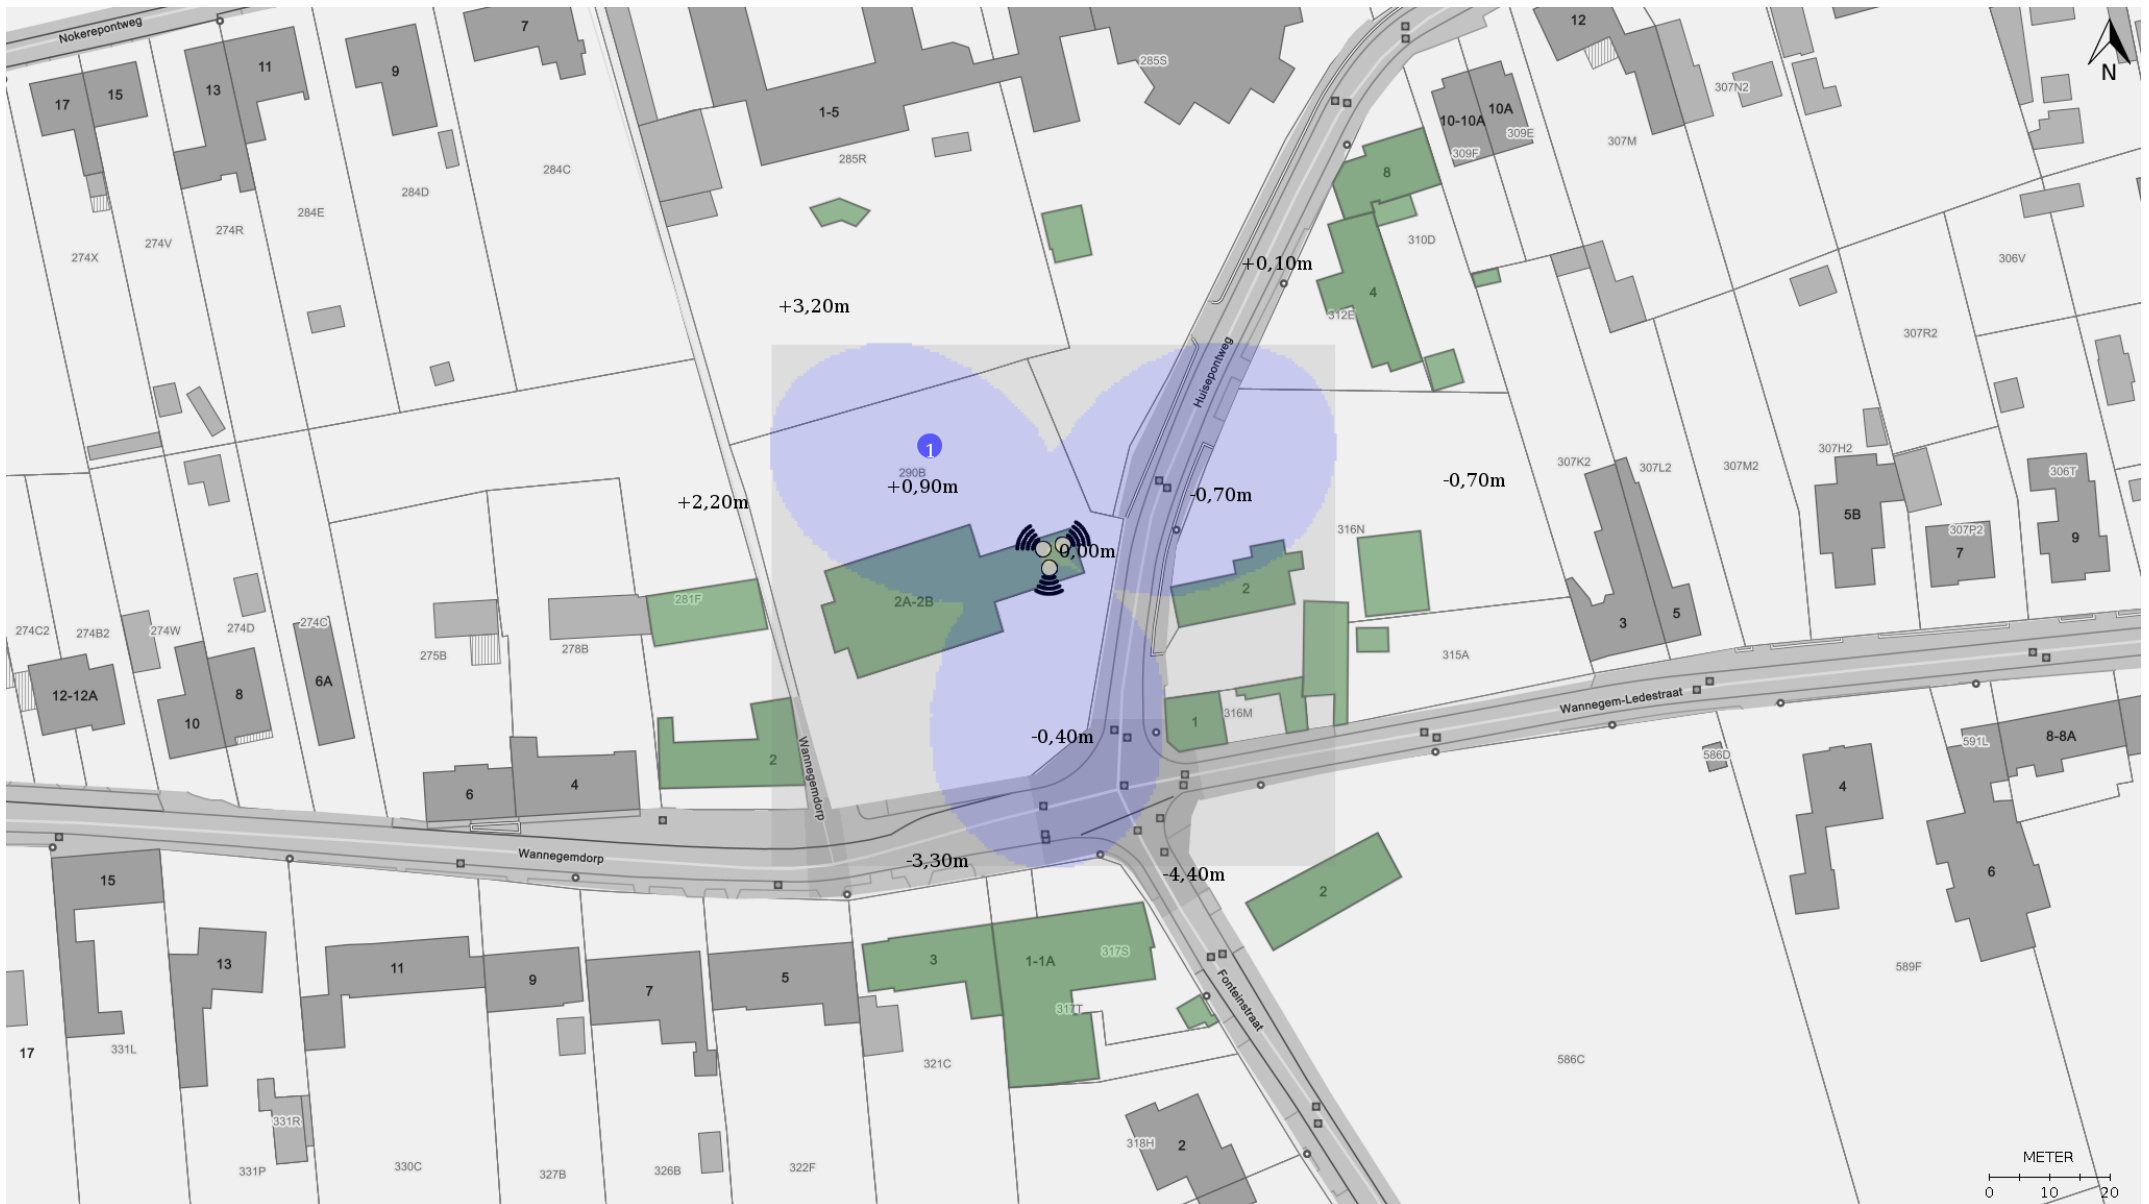 Nokerepontweg
7
12
N
11
9
13
17
15
1-5
285S
307N2
10-10A
10A
309E
309F
307M
285R
284C
8
284D
284E
274R
274V
274X
310D
306V
+0,10m
4
312E
+3,20m
307R2
Huisepontweg
1
290B
+0,90m
+2,20m
-0,70m
-0,70m
307K2
307L2
307M2
307H2
306T
5B
316N
307P2
7
9
0,00m
2
2A-2B
281F
274C2
274B2
274W
274D
274C
275B
278B
3
5
315A
6A
12-12A
8
10
Wannegem-Ledestraat
1
316M
-0,40m
Wannegemdorp
2
4
6
586D
591L
8-8A
4
Wannegemdorp
-3,30m
-4,40m
15
2
6
13
11
9
7
5
3
1-1A
317S
317T
589F
Fonteinstraat
17
331L
321C
586C
331R
318H
2
331P
330C
327B
326B
322F
METER
0 10 20